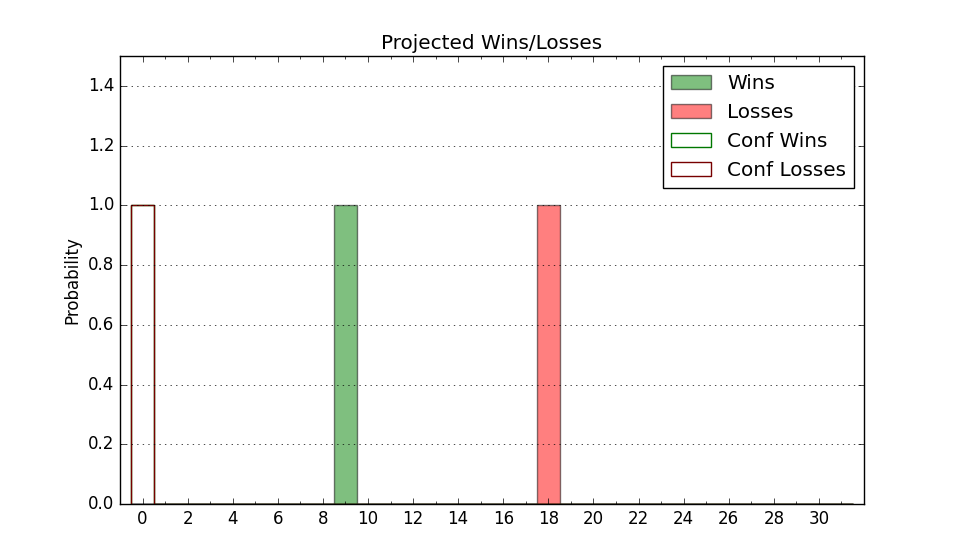 Projected Wins/Losses
1.4
1.2
1.0
0.8
0.6
0.4
0.2
0.0
Probability
Wins
Losses
Conf Wins
Conf Losses
0 2 4 6 8 10 12 14 16 18 20 22 24 26 28 30